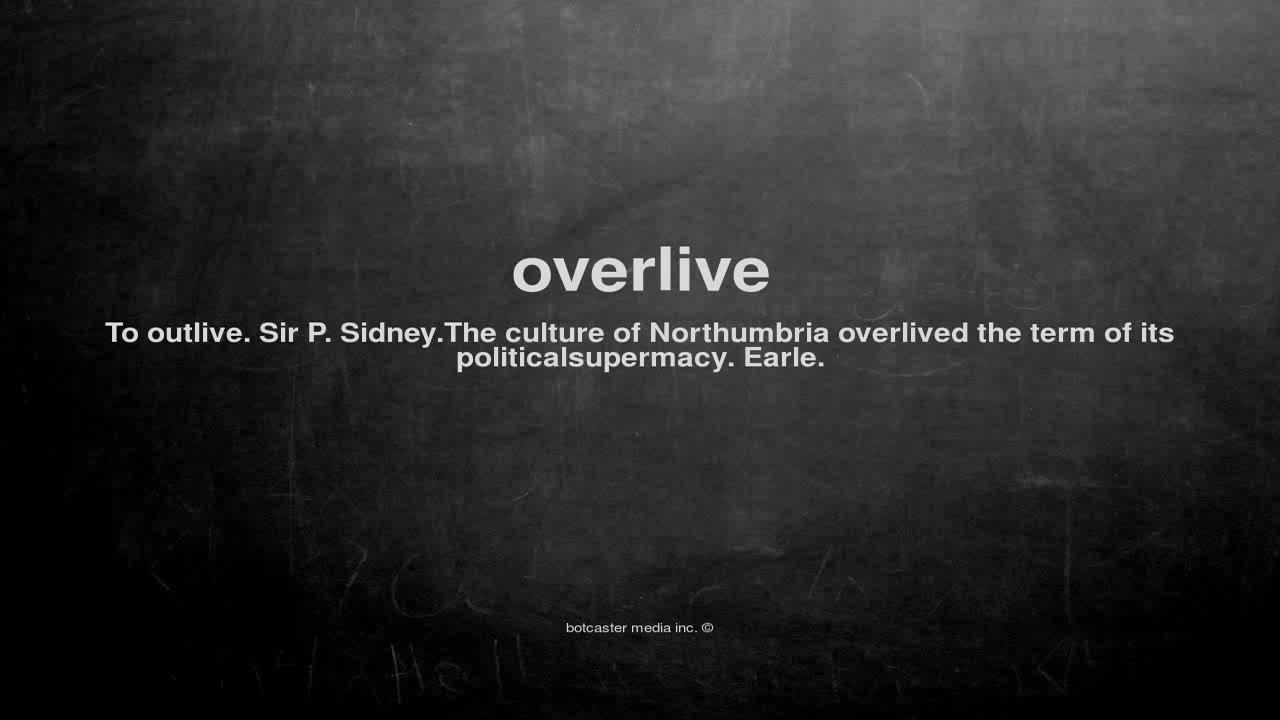 overlive
To outlive. Sir P. Sidney.The culture of Northumbria overlived the term of its
politicalsupermacy. Earle.
botcaster media inc. ©